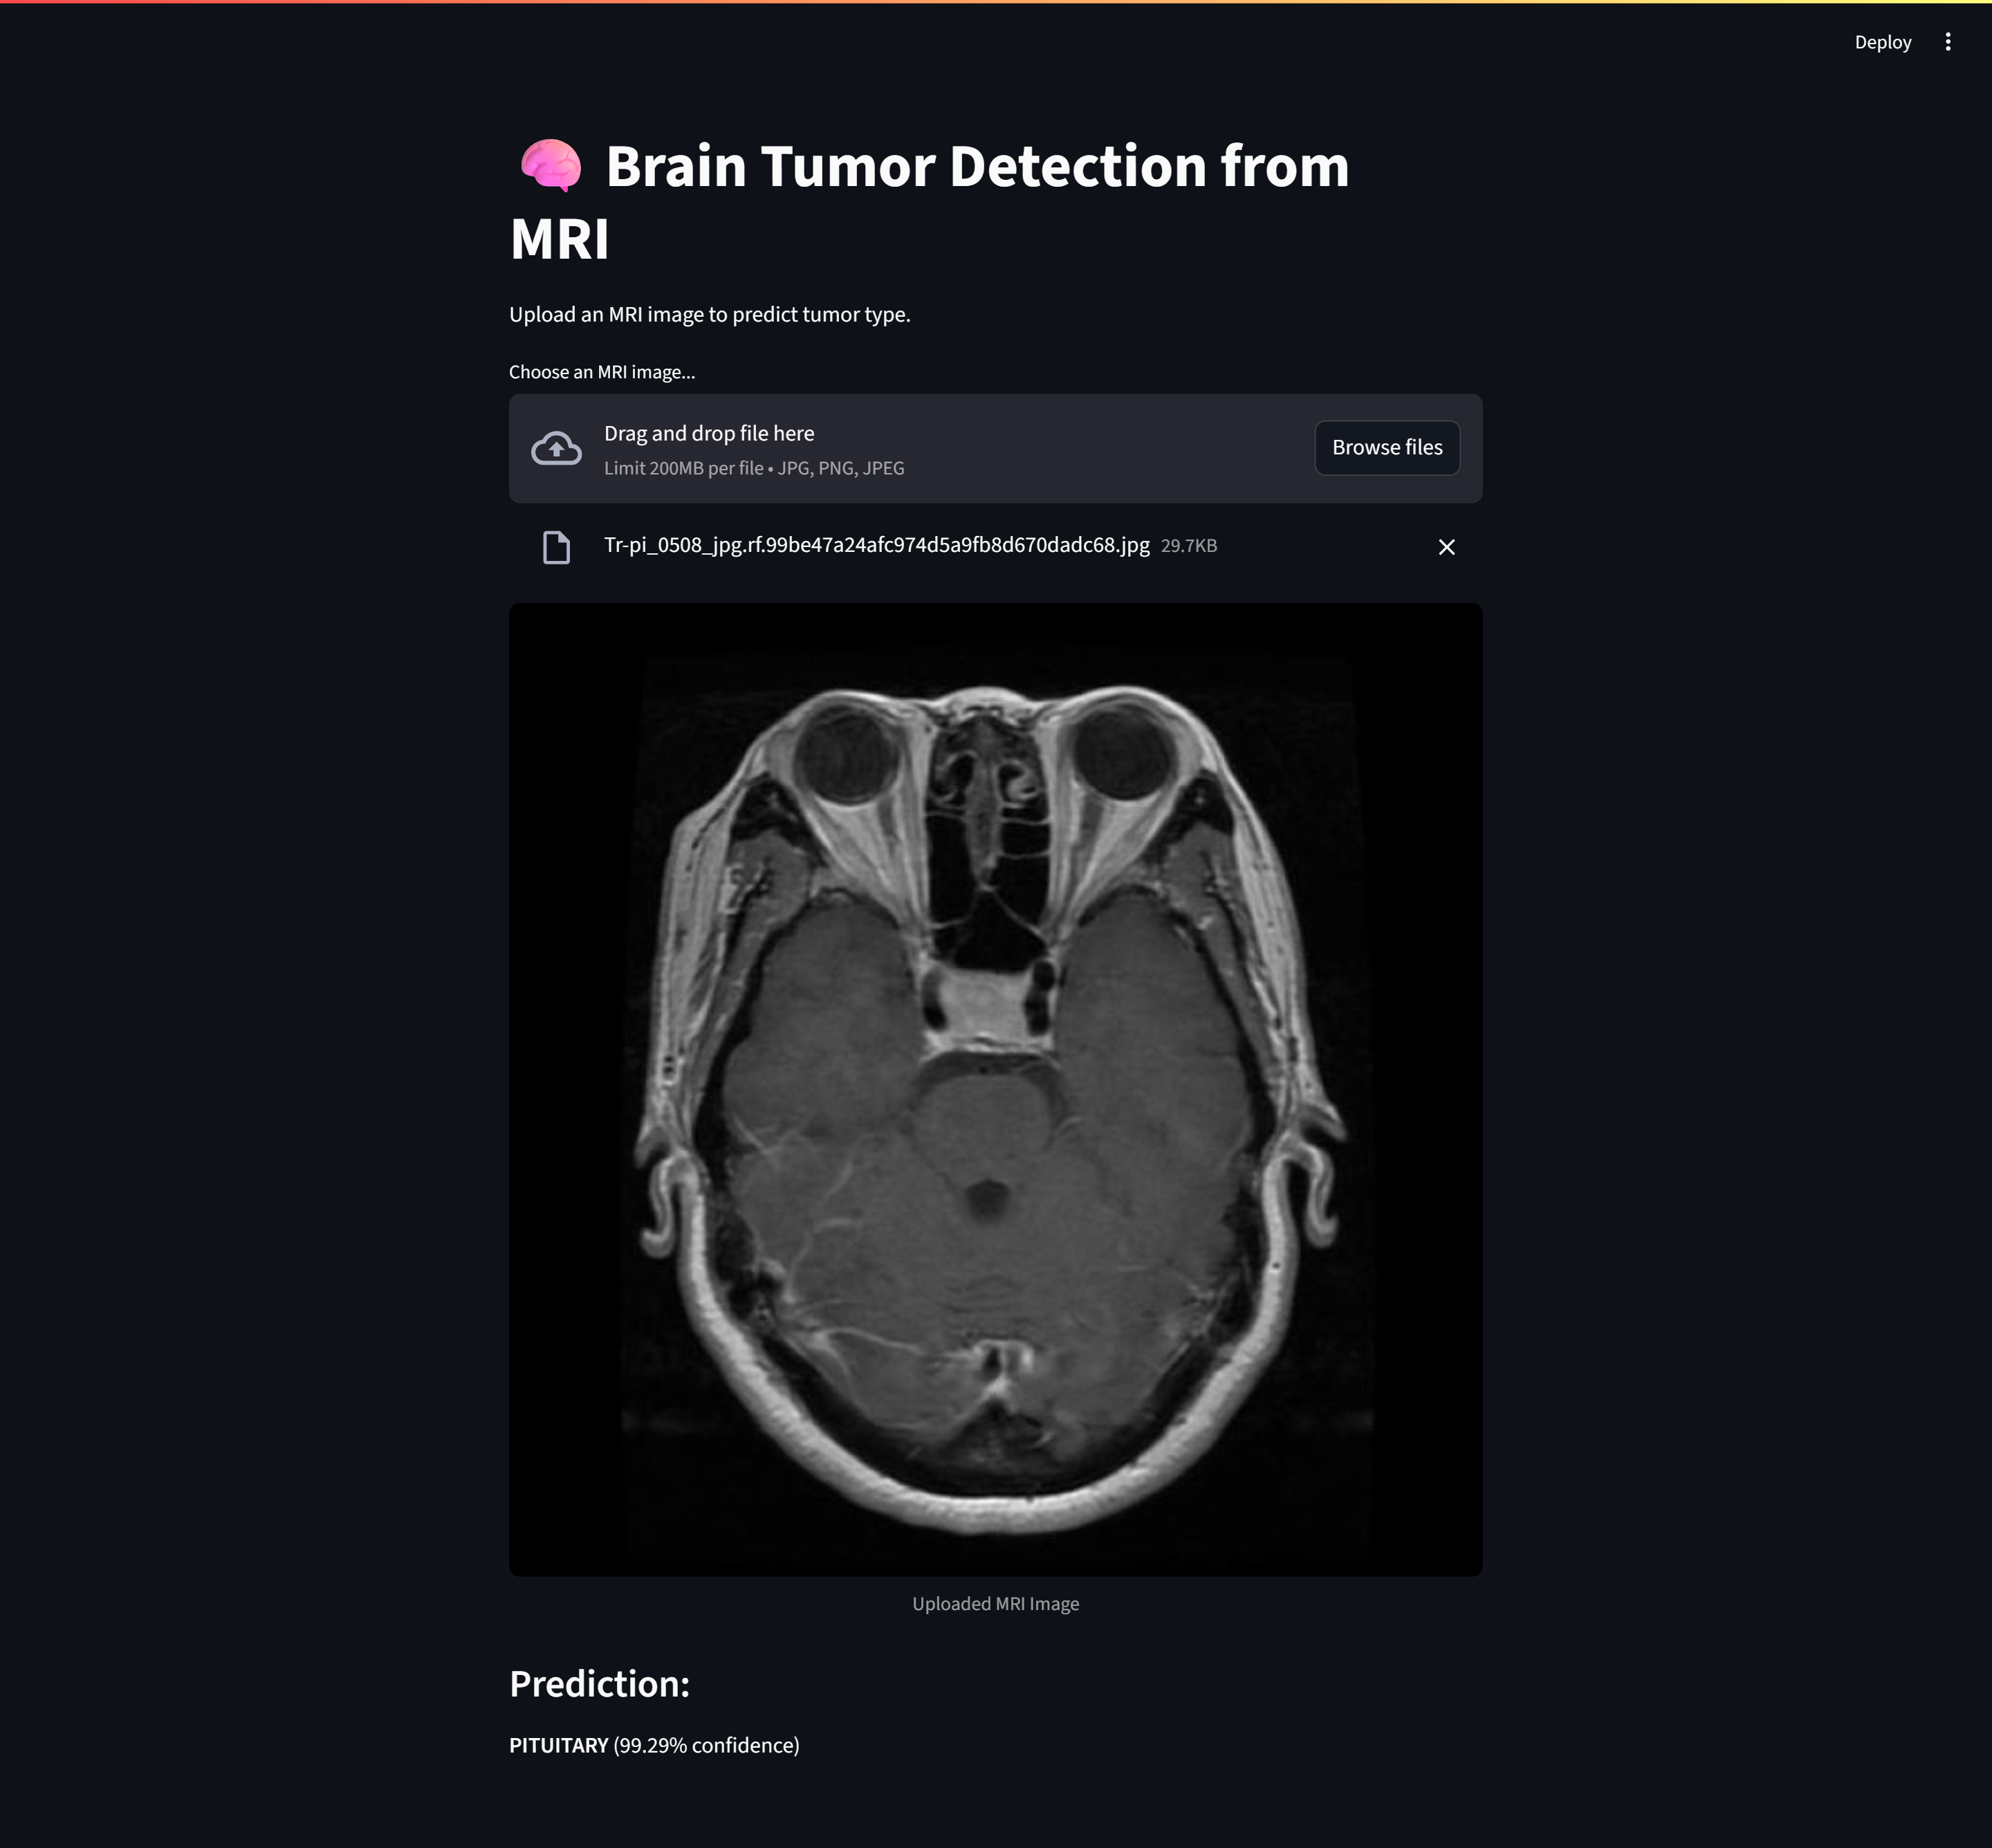 Deploy
🧠 Brain Tumor Detection from
MRI
Upload an MRI image to predict tumor type.
Choose an MRI image...
Drag and drop file here
Limit 200MB per file • JPG, PNG, JPEG
Browse files
Tr-pi_0508_jpg.rf.99be47a24afc974d5a9fb8d670dadc68.jpg 29.7KB
Uploaded MRI Image
Prediction:
PITUITARY (99.29% confidence)